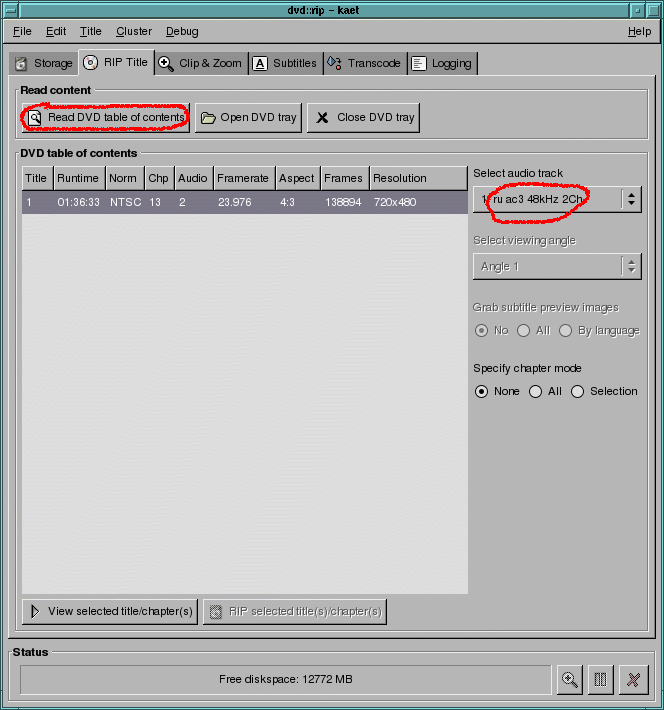 dvd::rip - kaet
File Edit Title Cluster Debug Help
Storage RIP Title Clip & Zoom Subtitles Transcode Logging
Read content
Read DVD table of contents Open DVD tray Close DVD tray
DVD table of contents
Title Runtime Norm Chp Audio Framerate Aspect Frames Resolution
1 01:36:33 NTSC 13 2 23.976 4:3 138894 720x480
Select audio track
ru ac3 48kHz 2Ch
Select viewing angle
Angle 1
Grab subtitle preview images
No All By language
Specify chapter mode
None All Selection
View selected title/chapter(s) RIP selected title(s)/chapter(s)
Status
Free diskspace: 12772 MB